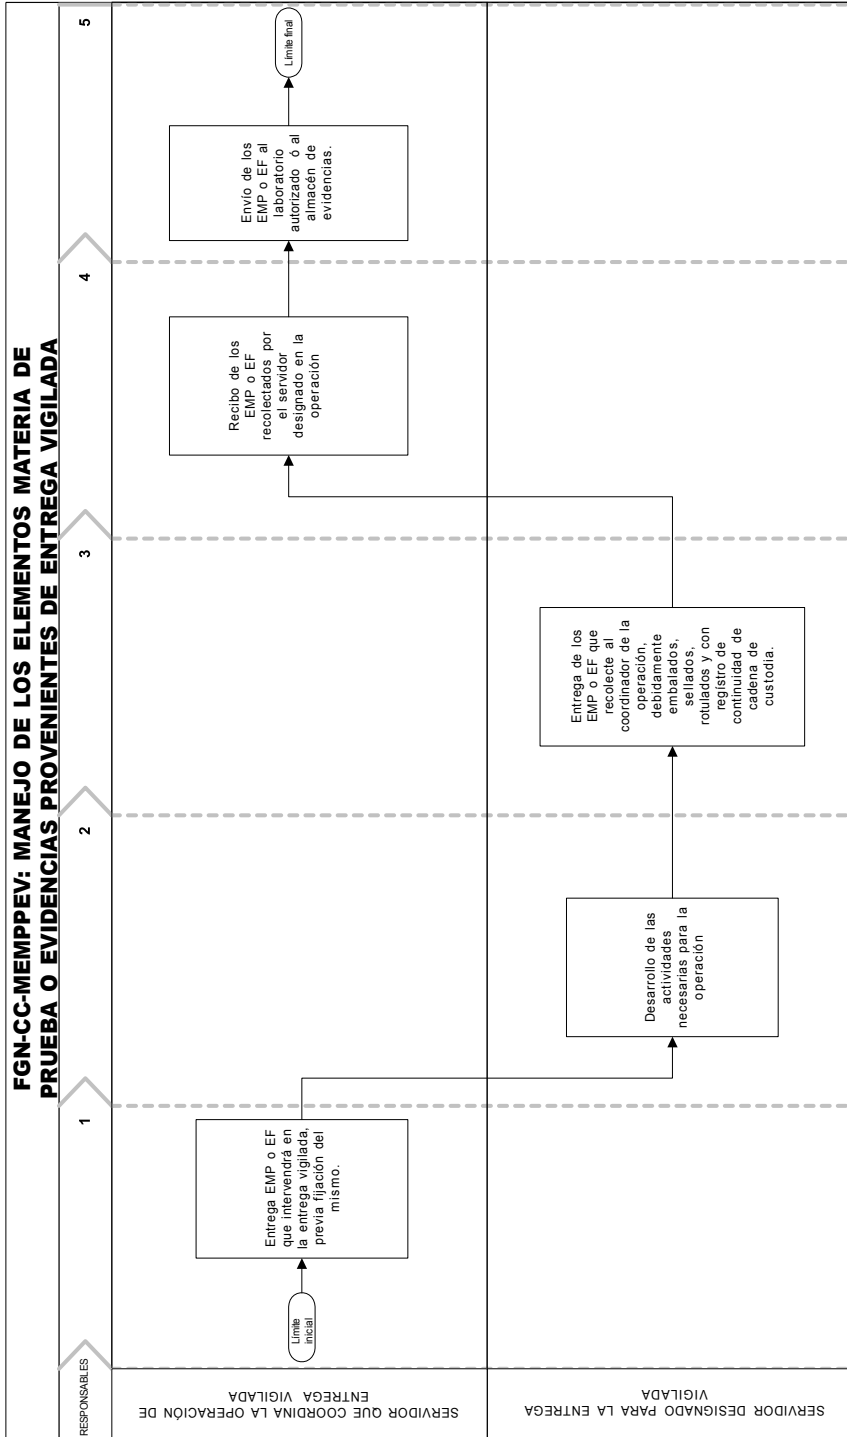 FGN-CC-MEMPPEV: MANEJO DE LOS ELEMENTOS MATERIA DE
PRUEBA O EVIDENCIAS PROVENIENTES DE ENTREGA VIGILADA
RESPONSABLES
1
2
3
4
5
SERVIDOR QUE COORDINA LA OPERACIÓN DE
ENTREGA VIGILADA
Límite
inicial
Entrega EMP o EF
que intervendrá en
la entrega vigilada,
previa fijación del
mismo.
Recibo de los
EMP o EF
recolectados por
el servidor
designado en la
operación
Envío de los
EMP o EF al
laboratorio
autorizado ó al
almacén de
evidencias.
Límite final
SERVIDOR DESIGNADO PARA LA ENTREGA
VIGILADA
Desarrollo de las
actividades
necesarias para la
operación
Entrega de los
EMP o EF que
recolecte al
coordinador de la
operación,
debidamente
embalados,
sellados,
rotulados y con
registro de
continuidad de
cadena de
custodia.